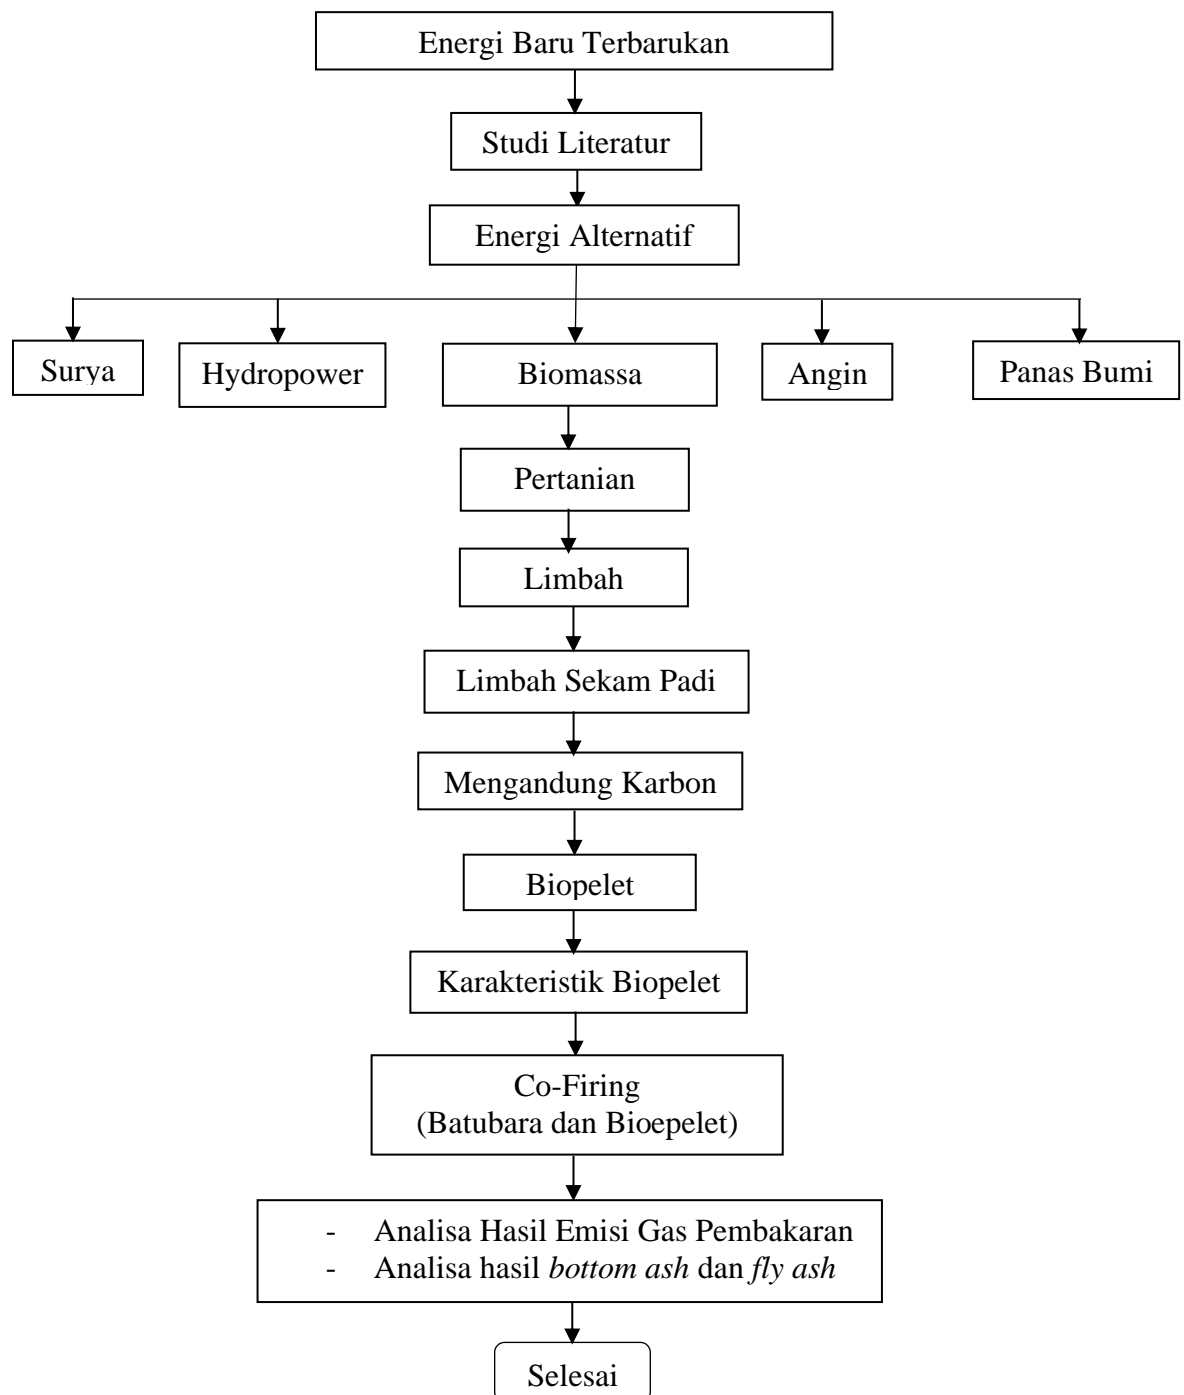 Energi Baru Terbarukan
Studi Literatur
Energi Alternatif
Surya
Hydropower
Biomassa
Angin
Panas Bumi
Pertanian
Limbah
Limbah Sekam Padi
Mengandung Karbon
Biopelet
Karakteristik Biopelet
Co-Firing
(Batubara dan Bioepelet)
- Analisa Hasil Emisi Gas Pembakaran
- Analisa hasil bottom ash dan fly ash
Selesai